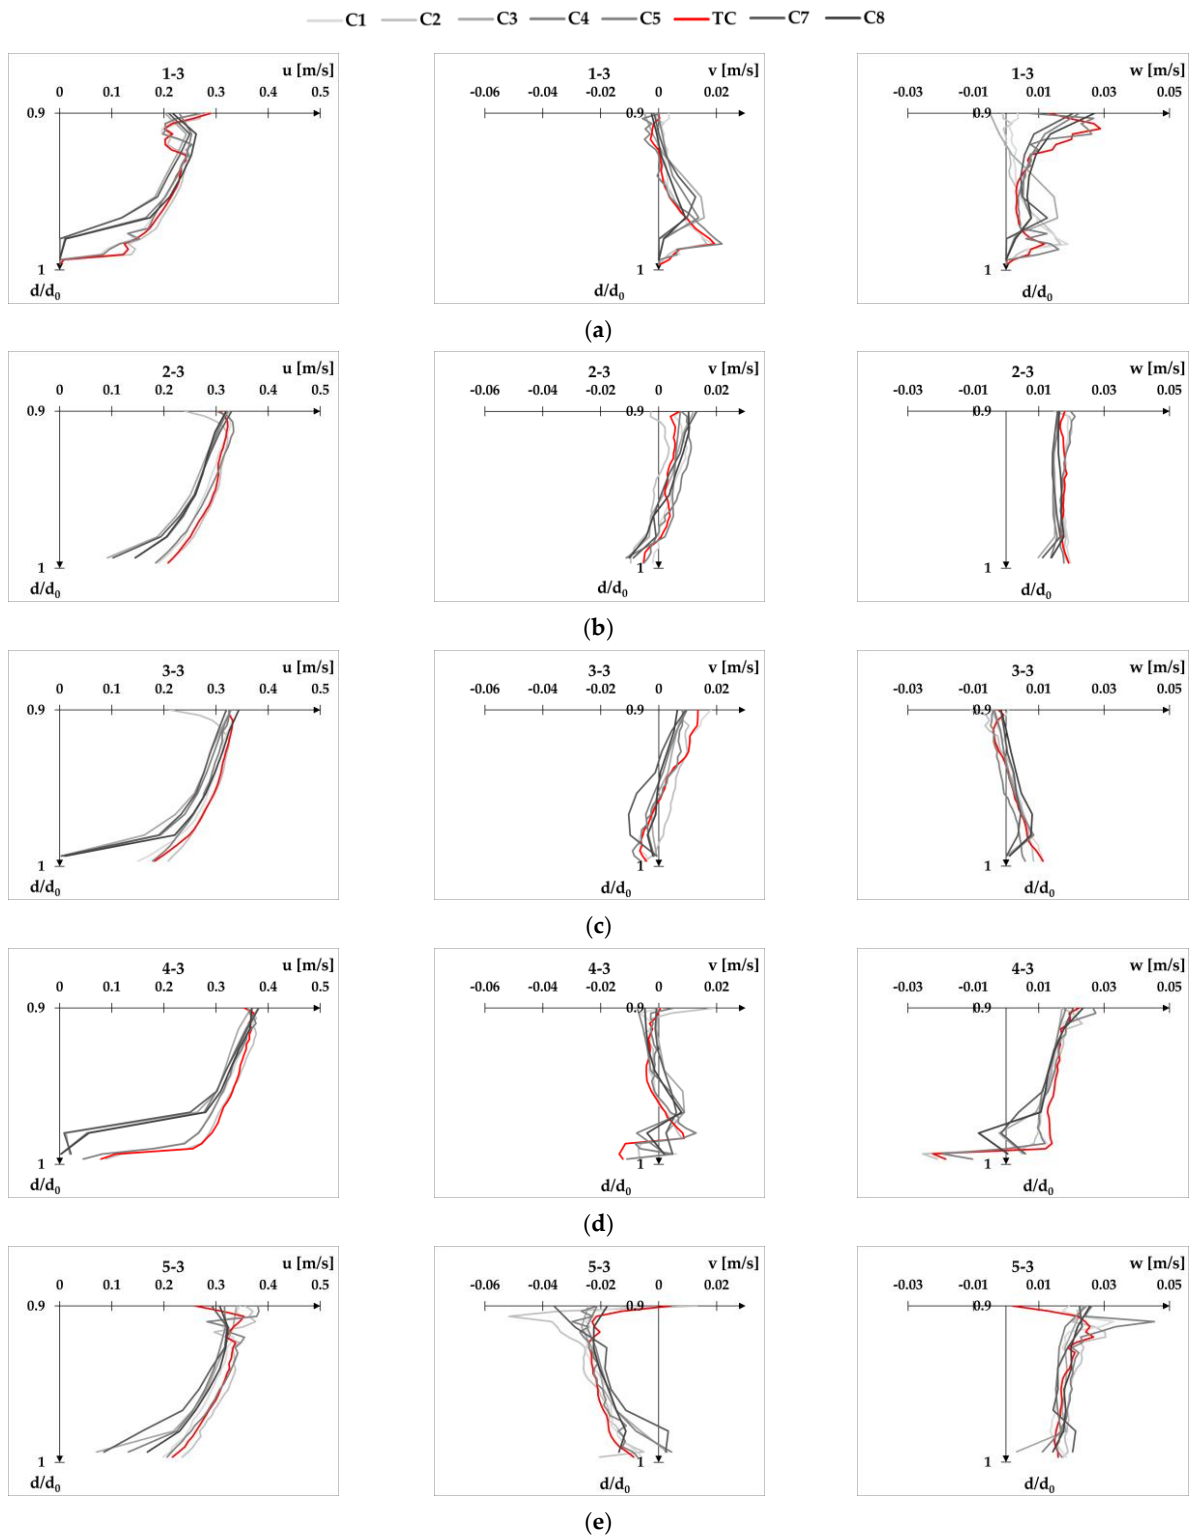 C1 C2 C3 C4 C5 TC C7 C8
1-3 u [m/s] 1-3 v [m/s] 1-3 w [m/s]
0 0.1 0.2 0.3 0.4 0.5 -0.06 -0.04 -0.02 0 0.02 -0.03 -0.01 0.01 0.03 0.05
0.9 0.9 0.9
1 1 1
d/d0 d/d0 d/d0
(a)
2-3 u [m/s] 2-3 v [m/s] 2-3 w [m/s]
0 0.1 0.2 0.3 0.4 0.5 -0.06 -0.04 -0.02 0 0.02 -0.03 -0.01 0.01 0.03 0.05
0.9 0.9 0.9
1 1 1
d/d0 d/d0 d/d0
(b)
3-3 u [m/s] 3-3 v [m/s] 3-3 w [m/s]
0 0.1 0.2 0.3 0.4 0.5 -0.06 -0.04 -0.02 0 0.02 -0.03 -0.01 0.01 0.03 0.05
0.9 0.9 0.9
1 1 1
d/d0 d/d0 d/d0
(c)
4-3 u [m/s] 4-3 v [m/s] 4-3 w [m/s]
0 0.1 0.2 0.3 0.4 0.5 -0.06 -0.04 -0.02 0 0.02 -0.03 -0.01 0.01 0.03 0.05
0.9 0.9 0.9
1 1 1
d/d0 d/d0 d/d0
(d)
5-3 u [m/s] 5-3 v [m/s] 5-3 w [m/s]
0 0.1 0.2 0.3 0.4 0.5 -0.06 -0.04 -0.02 0 0.02 -0.03 -0.01 0.01 0.03 0.05
0.9 0.9 0.9
1 1 1
d/d0 d/d0 d/d0
(e)